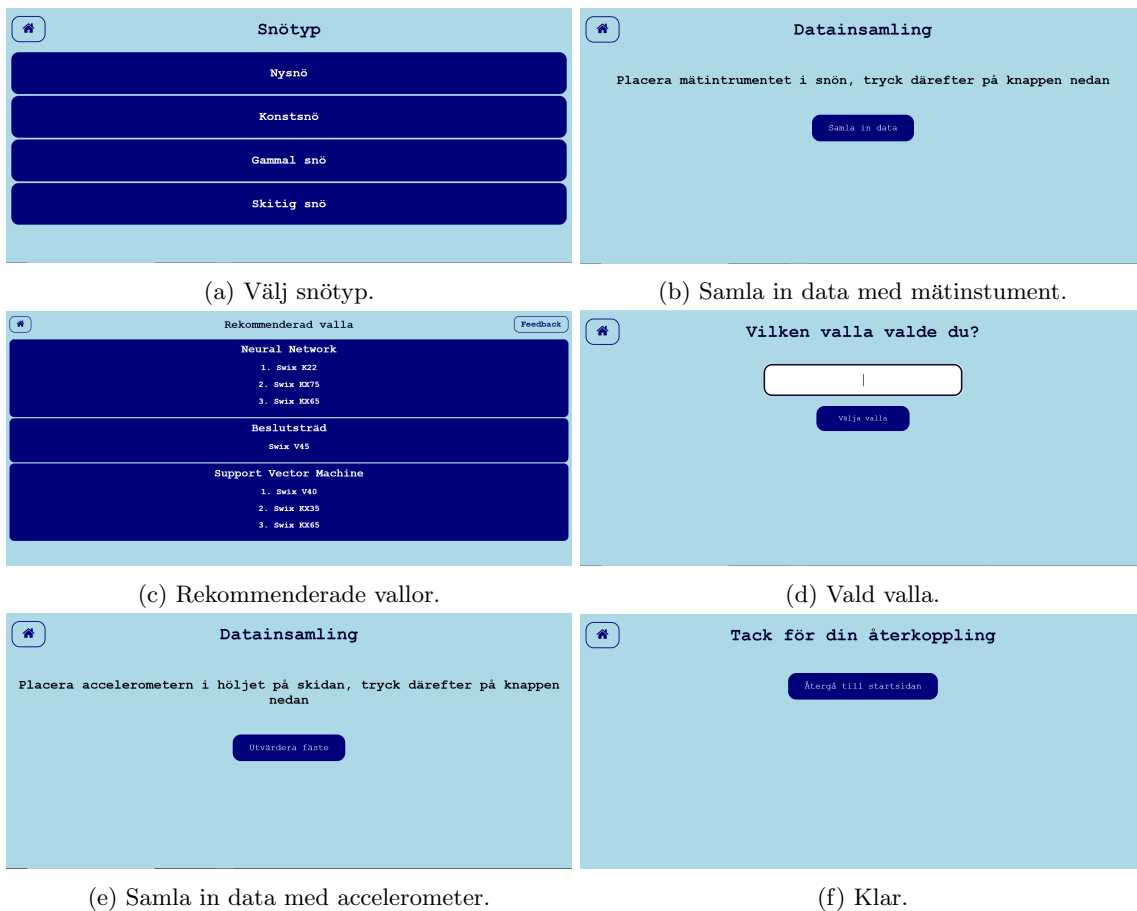 Snötyp
Nysnö
Konstsnö
Gammal snö
Skitig snö
(a) Välj snötyp.
Datainsamling
Placera mätintrumentet i snön, tryck därefter på knappen nedan
Samla in data
(b) Samla in data med mätinstument.
Rekommenderad valla
Feedback
Neural Network
1. Swix K22
2. Swix KX75
3. Swix KX65
Beslutsträd
Swix V45
Support Vector Machine
1. Swix V40
2. Swix KX35
3. Swix KX65
(c) Rekommenderade vallor.
Vilken valla valde du?
Välja valla
(d) Vald valla.
Datainsamling
Placera accelerometern i höljet på skidan, tryck därefter på knappen
nedan
Utvärdera fäste
(e) Samla in data med accelerometer.
Tack för din återkoppling
Återgå till startsidan
(f) Klar.